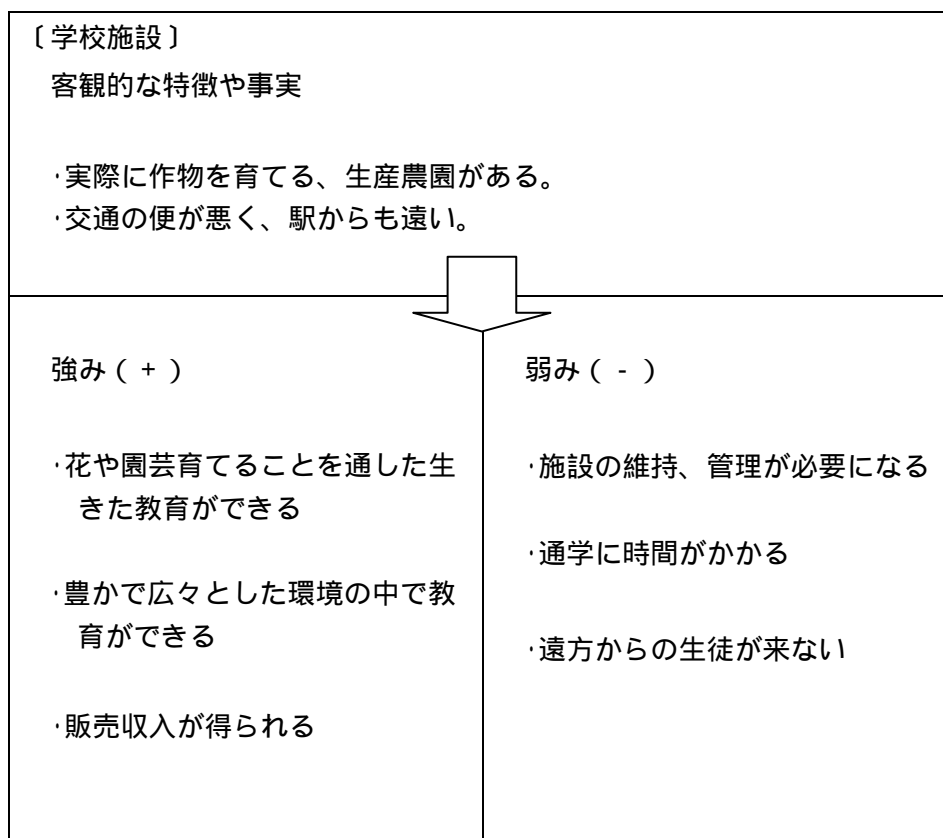 〔学校施設〕
客観的な特徴や事実
·実際に作物を育てる、生産農園がある。
·交通の便が悪く、駅からも遠い。
強み（+）
·花や園芸育てることを通した生
きた教育ができる
·豊かで広々とした環境の中で教
育ができる
·販売収入が得られる
弱み（-）
·施設の維持、管理が必要になる
·通学に時間がかかる
·遠方からの生徒が来ない